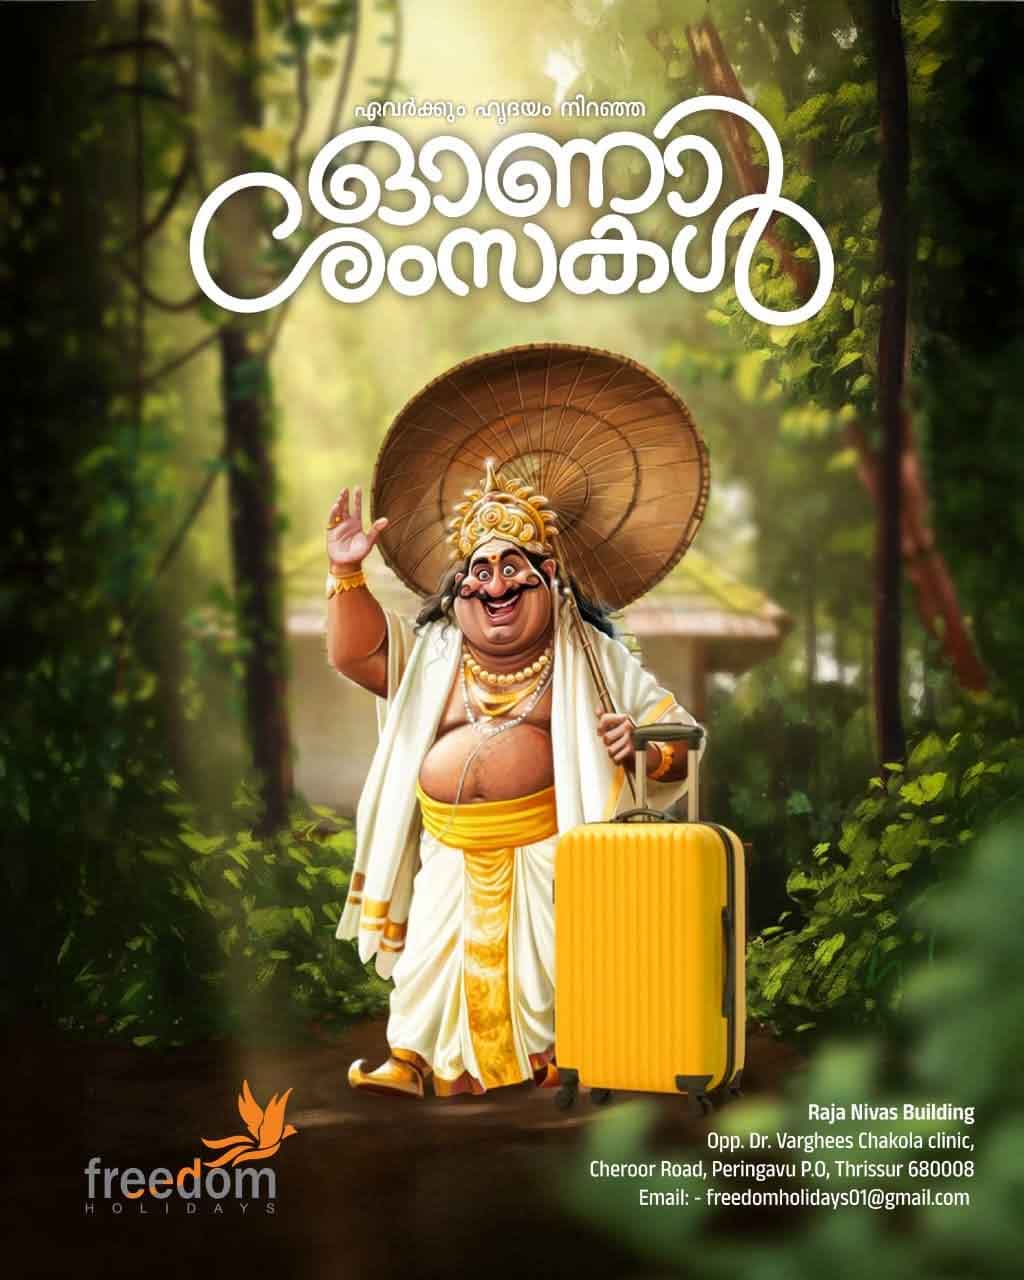 ഏവർക്കും ഹൃദയം നിറഞ്ഞ
ഓണാ
ശംസകൾ
freedom
HOLIDAYS
Raja Nivas Building
Opp. Dr. Varghees Chakola clinic,
Cheroor Road, Peringavu P.O, Thrissur 680008
Email: - freedomholidays01@gmail.com